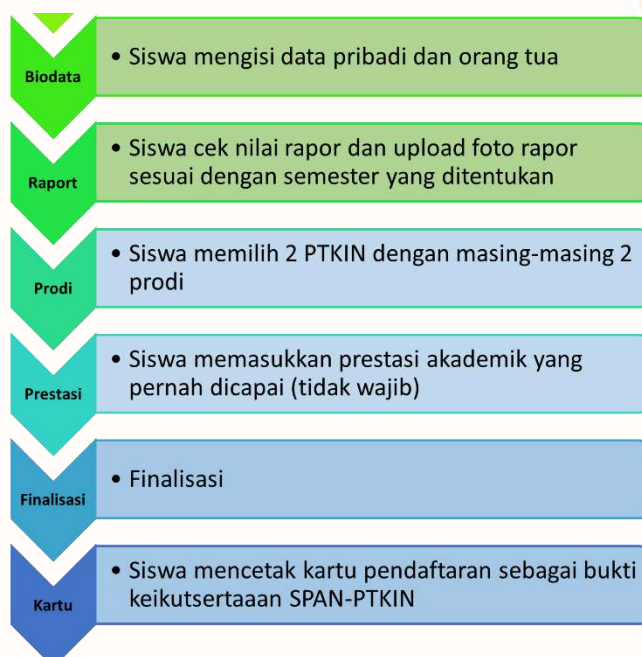 Biodata
• Siswa mengisi data pribadi dan orang tua
Raport
• Siswa cek nilai rapor dan upload foto rapor
sesuai dengan semester yang ditentukan
Prodi
• Siswa memilih 2 PTKIN dengan masing-masing 2
prodi
Prestasi
• Siswa memasukkan prestasi akademik yang
pernah dicapai (tidak wajib)
Finalisasi
• Finalisasi
Kartu
• Siswa mencetak kartu pendaftaran sebagai bukti
keikutsertaaan SPAN-PTKIN